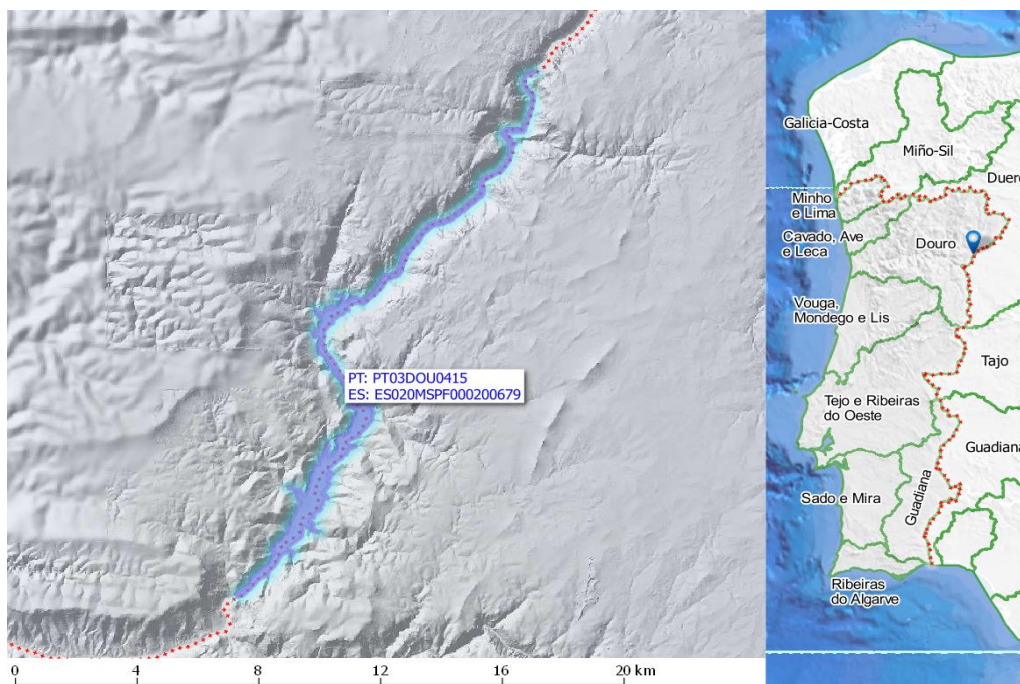 PT: PT03DOU0415
ES: ES020MSPF000200679
0 4 8 12 16 20 km
Galicia-Costa
Miño-Sil
Duero
Minho
e Lima
Cavado, Ave
e Leca
Douro
Vouga,
Mondego e Lis
Tajo
Tejo e Ribeiras
do Oeste
Guadiana
Sado e Mira
Guadiana
Ribeiras
do Algarve